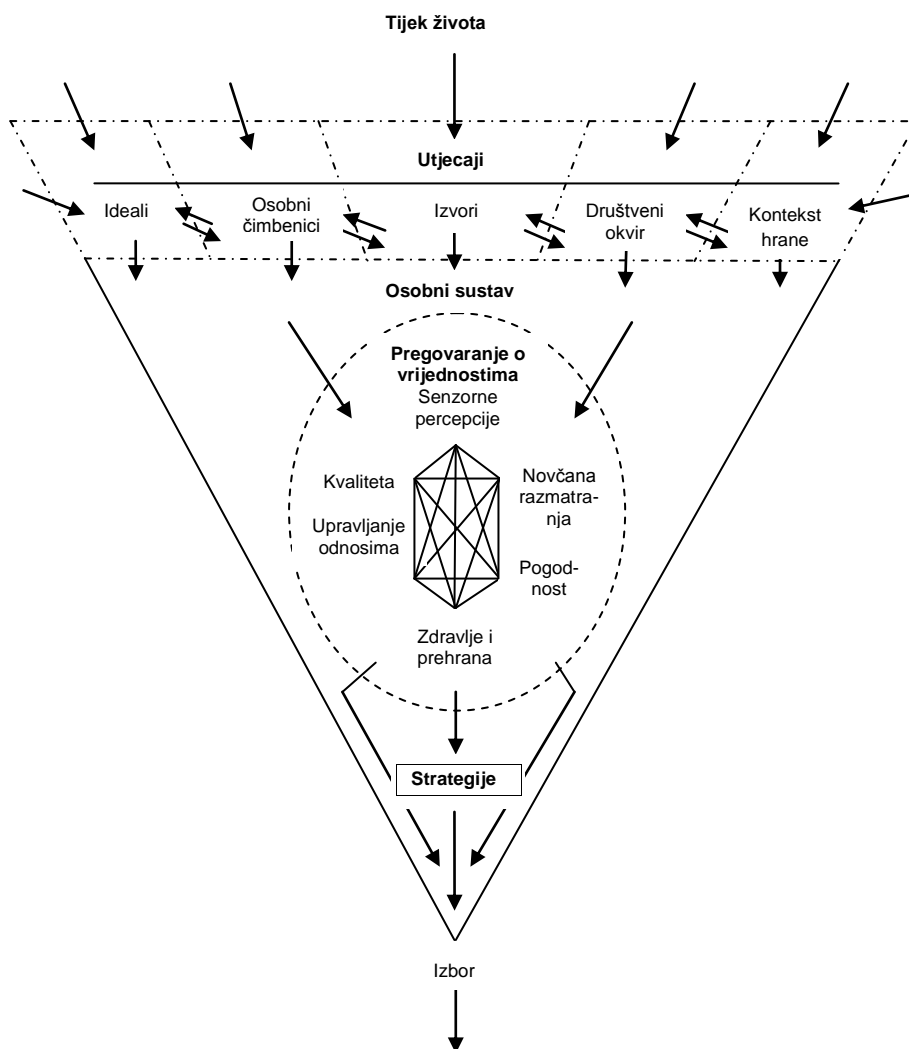 Tijek života
Utjecaji
Ideali
Osobni
čimbenici
Izvori
Društveni
okvir
Kontekst
hrane
Osobni sustav
Pregovaranje o
vrijednostima
Senzorne
percepcije
Kvaliteta
Novčana
razmatra-
nja
Upravljanje
odnosima
Pogod-
nost
Zdravlje i
prehrana
Strategije
Izbor